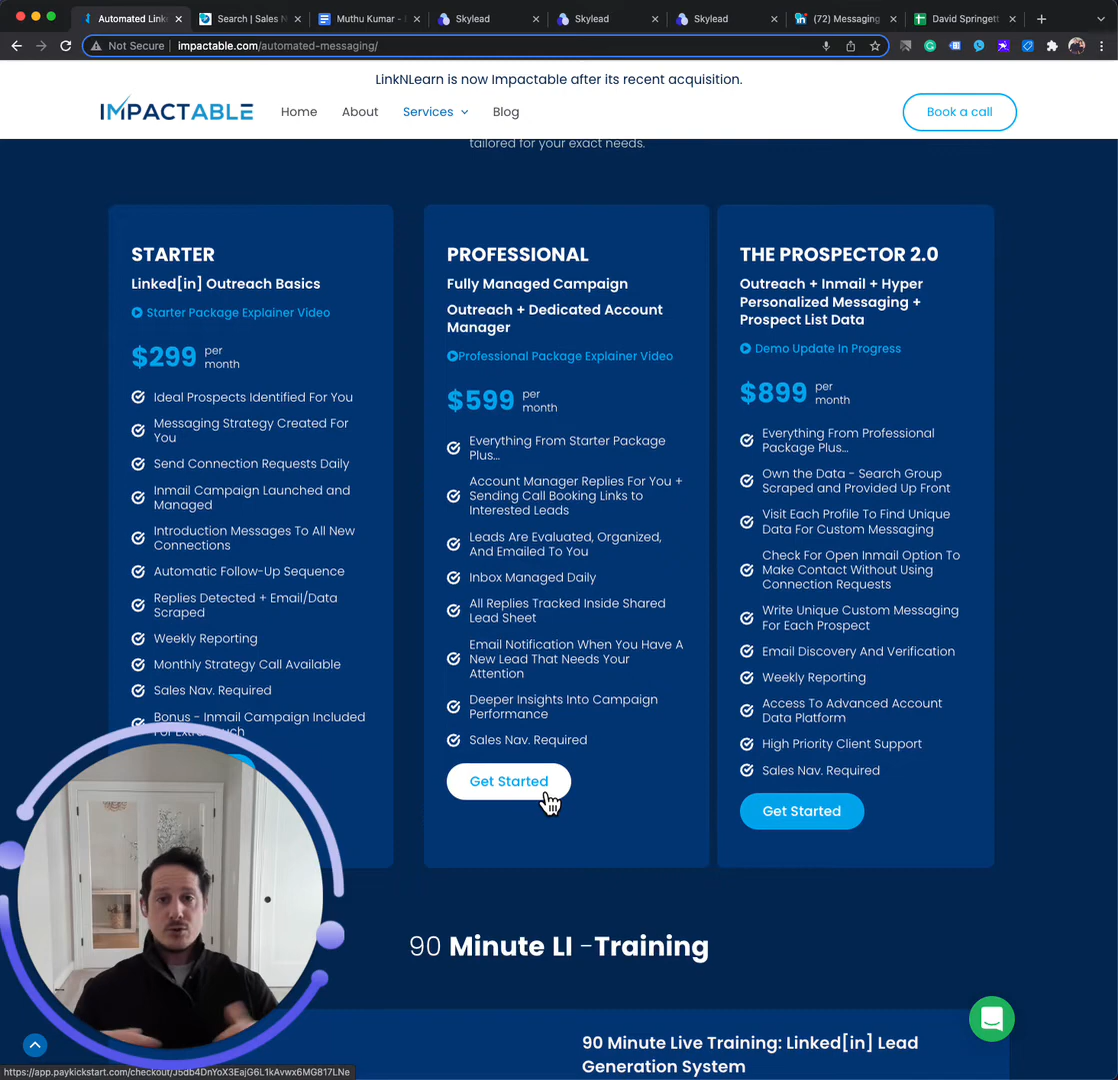 Automated Link
Search | Sales N
Muthu Kumar -
Skylead
Skylead
Skylead
(72) Messaging
David Springett
Not Secure
impactable.com/automated-messaging/
LinkNLearn is now Impactable after its recent acquisition.
IMPACTABLE
Home
About
Services
Blog
Book a call
tailored for your exact needs.
STARTER
Linked[in] Outreach Basics
Starter Package Explainer Video
$299 per
month
Ideal Prospects Identified For You
Messaging Strategy Created For
You
Send Connection Requests Daily
Inmail Campaign Launched and
Managed
Introduction Messages To All New
Connections
Automatic Follow-Up Sequence
Replies Detected + Email/Data
Scraped
Weekly Reporting
Monthly Strategy Call Available
Sales Nav. Required
Bonus - Inmail Campaign Included
PROFESSIONAL
Fully Managed Campaign
Outreach + Dedicated Account
Manager
Professional Package Explainer Video
$599 per
month
Everything From Starter Package
Plus...
Account Manager Replies For You +
Sending Call Booking Links to
Interested Leads
Leads Are Evaluated, Organized,
And Emailed To You
Inbox Managed Daily
All Replies Tracked Inside Shared
Lead Sheet
Email Notification When You Have A
New Lead That Needs Your
Attention
Deeper Insights Into Campaign
Performance
Sales Nav. Required
Get Started
THE PROSPECTOR 2.0
Outreach + Inmail + Hyper
Personalized Messaging +
Prospect List Data
Demo Update In Progress
$899 per
month
Everything From Professional
Package Plus...
Own the Data - Search Group
Scraped and Provided Up Front
Visit Each Profile To Find Unique
Data For Custom Messaging
Check For Open Inmail Option To
Make Contact Without Using
Connection Requests
Write Unique Custom Messaging
For Each Prospect
Email Discovery And Verification
Weekly Reporting
Access To Advanced Account
Data Platform
High Priority Client Support
Sales Nav. Required
Get Started
90 Minute LI -Training
90 Minute Live Training: Linked[in] Lead
Generation System